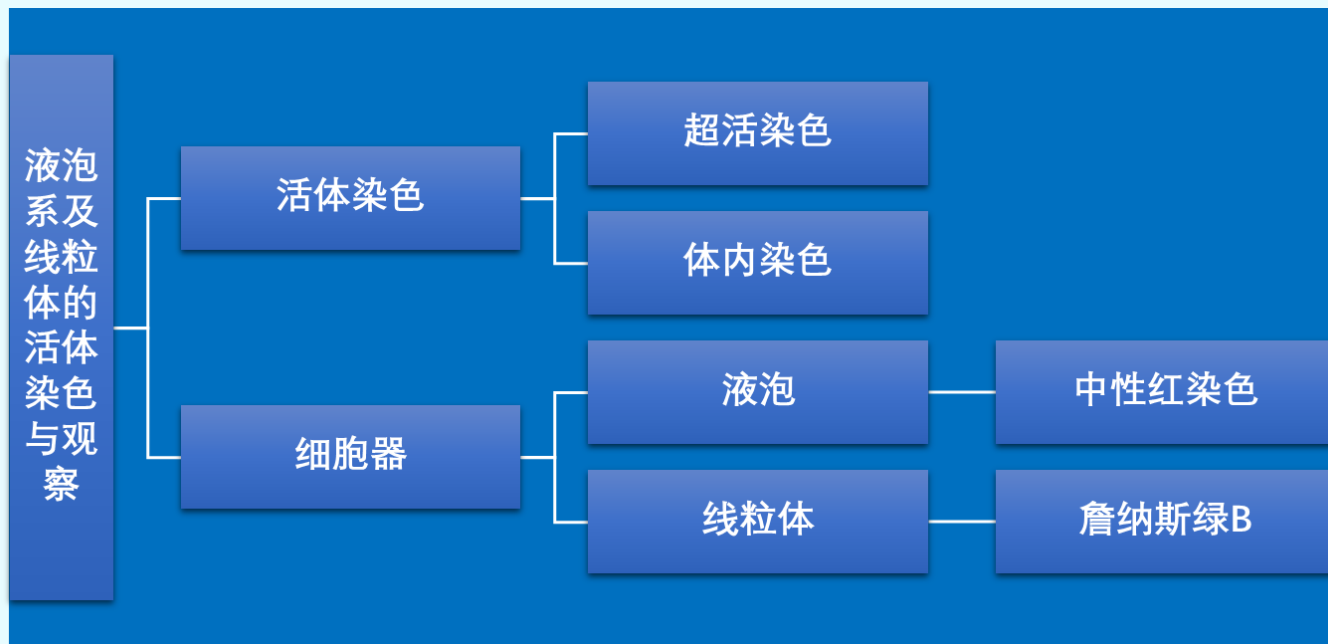 液泡
系及
线粒
体的
活体
染色
与观
察
活体染色
超活染色
体内染色
细胞器
液泡
中性红染色
线粒体
詹纳斯绿B